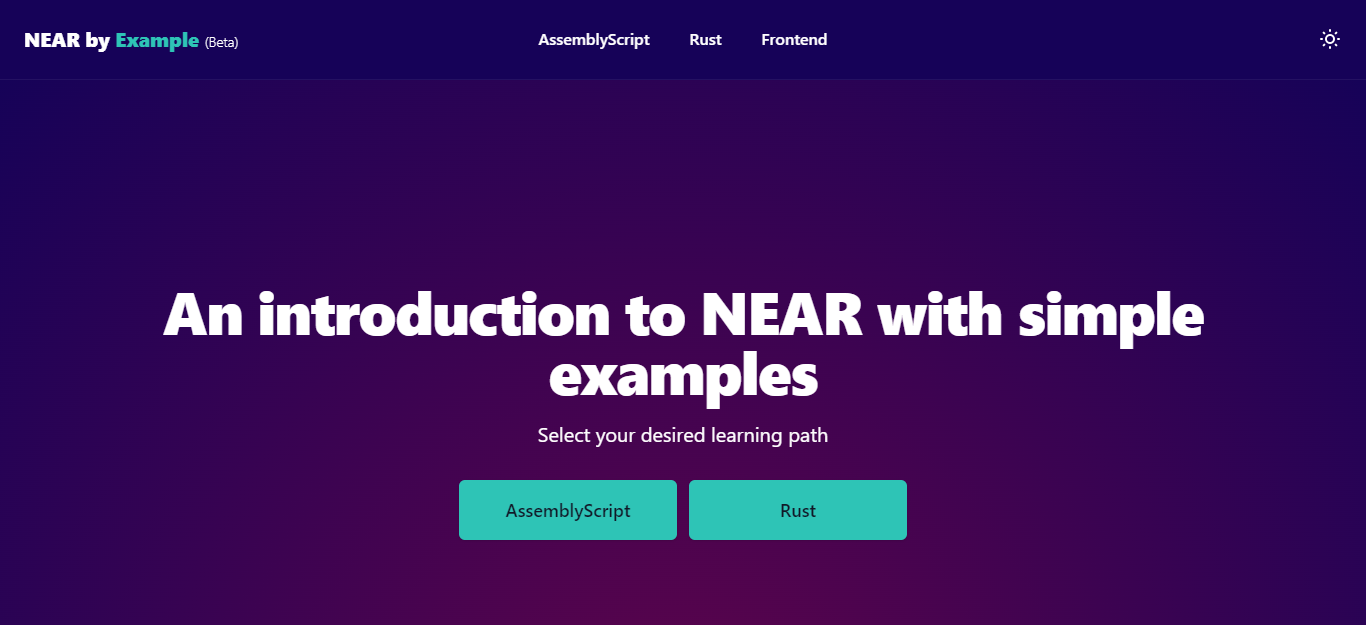 NEAR by Example (Beta)
AssemblyScript
Rust
Frontend
An introduction to NEAR with simple
examples
Select your desired learning path
AssemblyScript
Rust